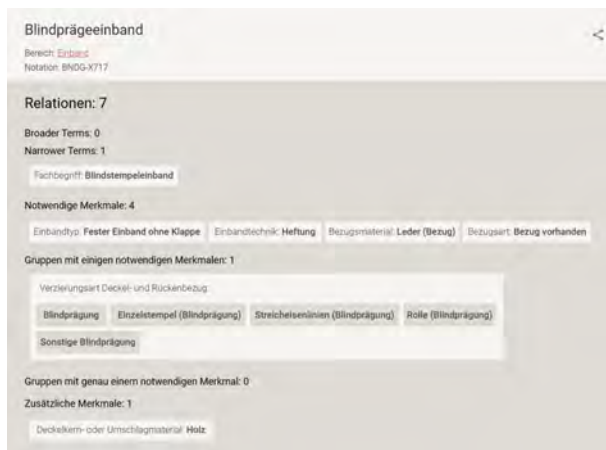 Blindprägeeinband
Bereich: Einband
Notation: BNDG-X717
Relationen: 7
Broader Terms: 0
Narrower Terms: 1
Fachbegriff: Blindstempeleinband
Notwendige Merkmale: 4
Einbandtyp: Fester Einband ohne Klappe Einbandtechnik: Heftung Bezugsmaterial: Leder (Bezug) Bezugsart: Bezug vorhanden
Gruppen mit einigen notwendigen Merkmalen: 1
Verzierungsart Deckel- und Rückenbezug:
Blindprägung Einzelstempel (Blindprägung) Streicheisenlinien (Blindprägung) Rolle (Blindprägung)
Sonstige Blindprägung
Gruppen mit genau einem notwendigen Merkmal: 0
Zusätzliche Merkmale: 1
Deckelkern- oder Umschlagmaterial: Holz